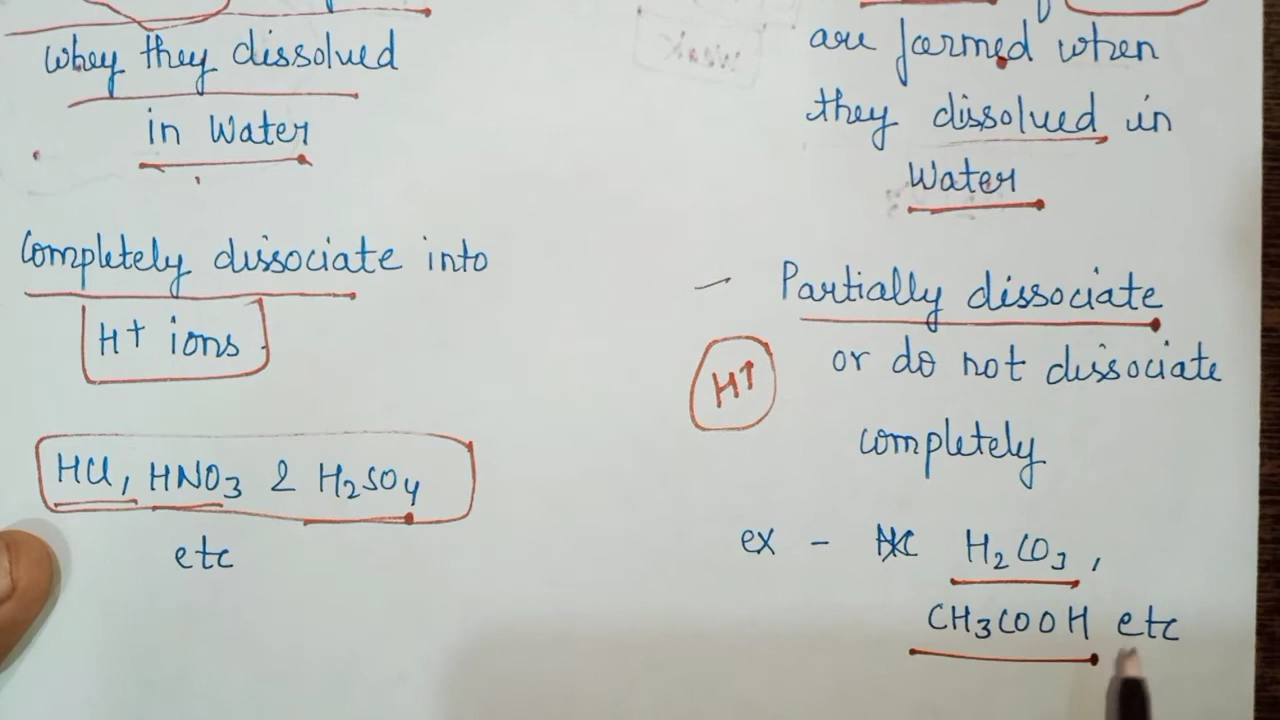 whey they dissolved
in Water
Completely dissociate into
H+ ions
HCl, HNO3 & H2SO4
etc
are formed when
they dissolved in
Water
- Partially dissociate
H↑
or do not dissociate
completely
ex - H2CO3,
CH3COOH etc